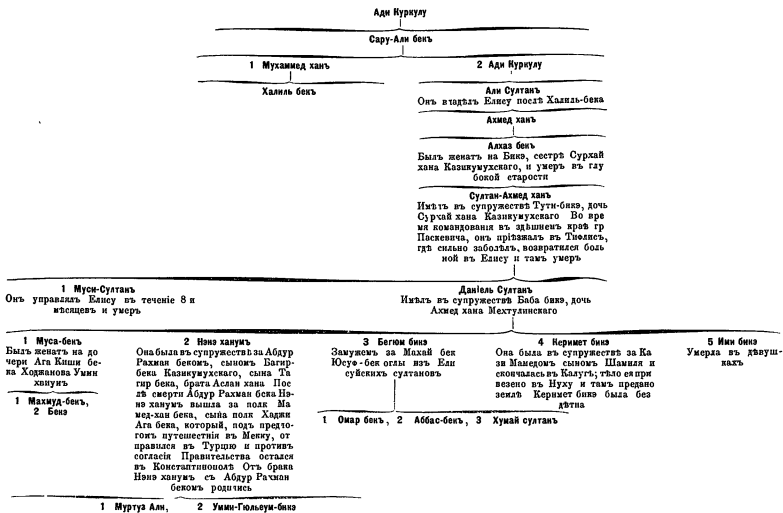 Ади Куркулу
Сару-Али бекъ
1 Мухаммед ханъ
2 Ади Куркулу
Халиль бекъ
Али Султанъ
Онъ владѣлъ Елису послѣ Халиль-бека
Ахмед ханъ
Алхаз бекъ
Былъ женатъ на Бикэ, сестрѣ Сурхай
хана Казикумухскаго, и умеръ въ глу
бокой старости
Султан-Ахмед ханъ
Имѣлъ въ супружествѣ Тути-бикэ, дочь
Сурхай хана Казикумухскаго Во вре
мя командованія въ здѣшнемъ краѣ гр
Паскевича, онъ пріѣзжалъ въ Тифлисъ,
гдѣ сильно заболѣлъ, возвратился боль
ной въ Елису и тамъ умеръ
1 Муси-Султанъ
Онъ управлялъ Елису въ теченіе 8 и
мѣсяцевъ и умеръ
Даніель Султанъ
Имѣлъ въ супружествѣ Баба бикэ, дочь
Ахмед хана Мехтулинскаго
1 Муса-бекъ
Былъ женатъ на до
чери Ага Киши бе
ка Ходжанова Умми
ханумъ
1 Махмуд-бекъ,
2 Бекэ
2 Нэнэ ханумъ
Она была въ супружествѣ за Абдур
Рахман бекомъ, сыномъ Багир-
бека Казикумухскаго, сына Та
гир бека, брата Аслан хана Пос
лѣ смерти Абдур Рахман бека Нэ
нэ ханумъ вышла за полк Ма
мед-хан бека, сына полк Хаджи
Ага бека, который, подъ предло
гомъ путешествія въ Мекку, от
правился въ Турцію и противъ
согласія Правительства остался
въ Константинополѣ Отъ брака
Нэнэ ханумъ съ Абдур Рахман
бекомъ родились
1 Муртуз Али, 2 Умми-Гюльсум-бикэ
3 Бегюм бикэ
Замужемъ за Махай бек
Юсуф-бек оглы изъ Ели
суйскихъ султановъ
1 Омар бекъ, 2 Аббас-бекъ, 3 Хумай султанъ
4 Керимет бикэ
Она была въ супружествѣ за Ка
зи Мамедомъ сыномъ Шамиля и
скончалась въ Калугѣ; тѣло ея при
везено въ Нуху и тамъ предано
землѣ Керимет бикэ была без
дѣтна
5 Ими бикэ
Умерла въ дѣвуш-
кахъ